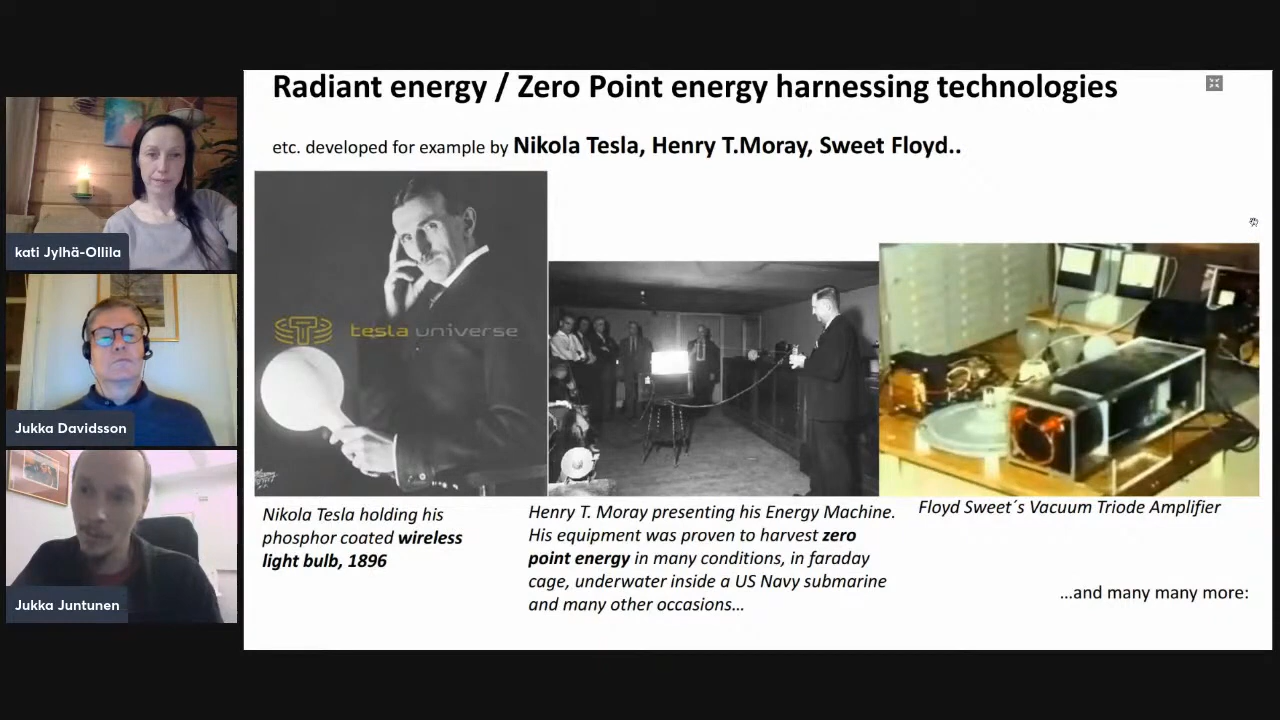 Radiant energy / Zero Point energy harnessing technologies
etc. developed for example by Nikola Tesla, Henry T.Moray, Sweet Floyd..
kati Jylhä-Ollila
Jukka Davidsson
Jukka Juntunen
tesla universe
Nikola Tesla holding his
phosphor coated wireless
light bulb, 1896
Henry T. Moray presenting his Energy Machine.
His equipment was proven to harvest zero
point energy in many conditions, in faraday
cage, underwater inside a US Navy submarine
and many other occasions…
Floyd Sweet´s Vacuum Triode Amplifier
…and many many more: